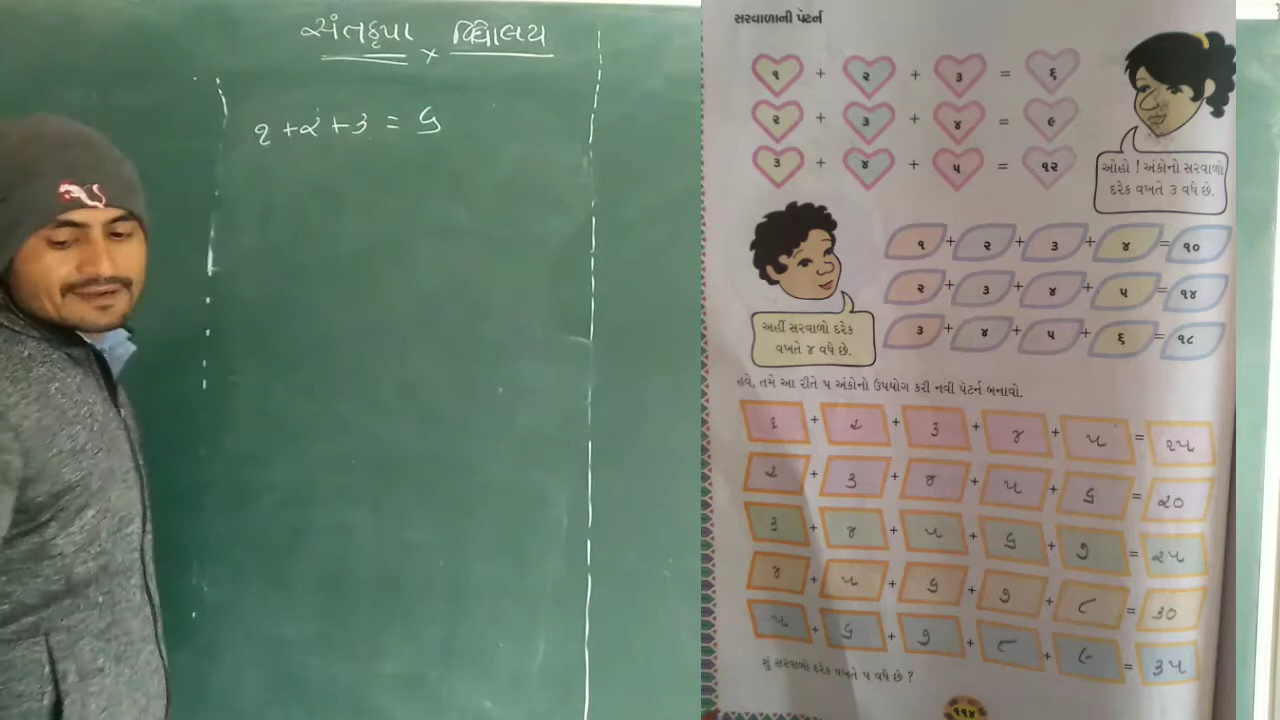 સંતકૃપા × વિદ્યાલય
૧ + ૨ + ૩ = ૬
સરવાળાની પૅટર્ન
૧ + ૨ + ૩ = ૬
૨ + ૩ + ૪ = ૯
૩ + ૪ + ૫ = ૧૨
ઓહો ! અંકોનો સરવાળો
દરેક વખતે ૩ વધે છે.
૧ + ૨ + ૩ + ૪ = ૧૦
૨ + ૩ + ૪ + ૫ = ૧૪
૩ + ૪ + ૫ + ૬ = ૧૮
અહીં સરવાળો દરેક
વખતે ૪ વધે છે.
હવે, તમે આ રીતે ૫ અંકોનો ઉપયોગ કરી નવી પૅટર્ન બનાવો.
૧ + ૨ + ૩ + ૪ + ૫ = ૧૫
૨ + ૩ + ૪ + ૫ + ૬ = ૨૦
૩ + ૪ + ૫ + ૬ + ૭ = ૨૫
૪ + ૫ + ૬ + ૭ + ૮ = ૩૦
૫ + ૬ + ૭ + ૮ + ૯ = ૩૫
શું સરવાળો દરેક વખતે ૫ વધે છે ?
૧૧૪